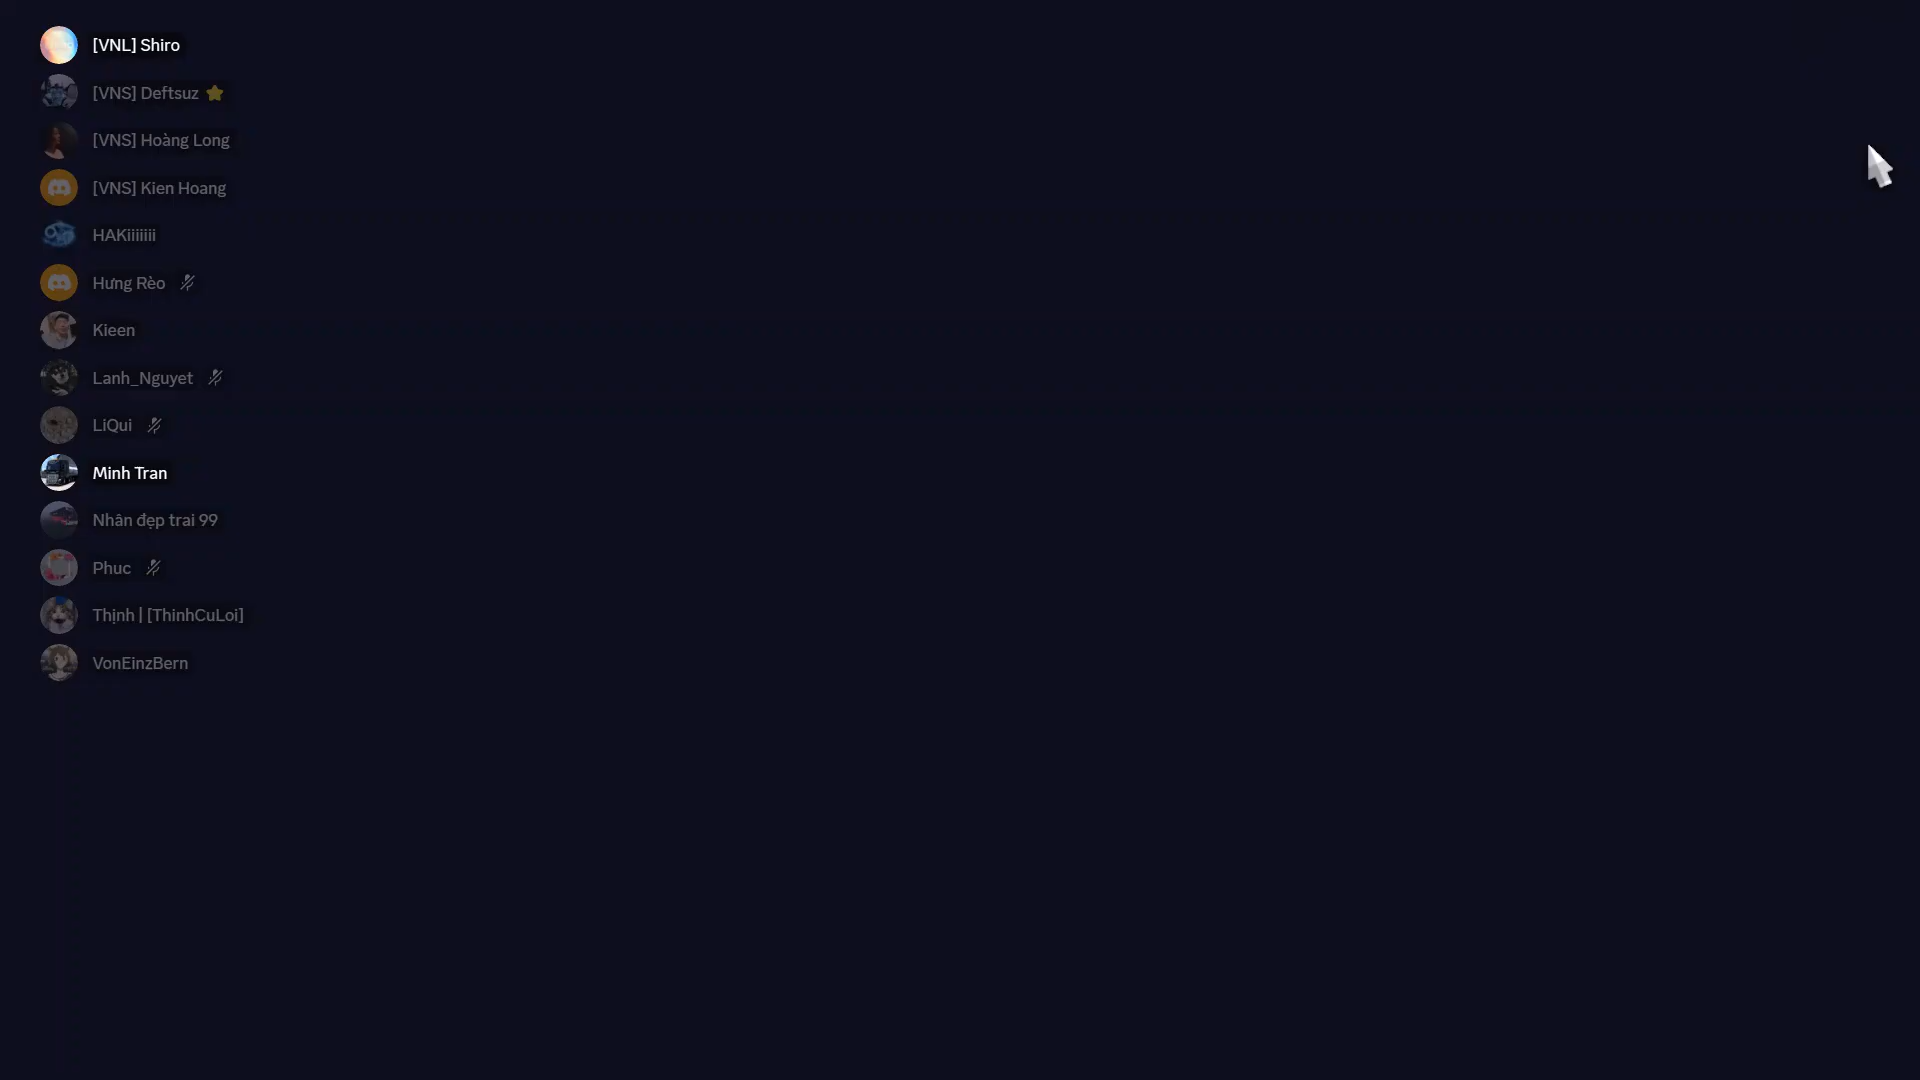 [VNL] Shiro
[VNS] Deftsuz
[VNS] Hoàng Long
[VNS] Kien Hoang
HAKiiiiiii
Hưng Rèo
Kieen
Lanh_Nguyet
LiQui
Minh Tran
Nhân đẹp trai 99
Phuc
Thịnh | [ThinhCuLoi]
VonEinzBern